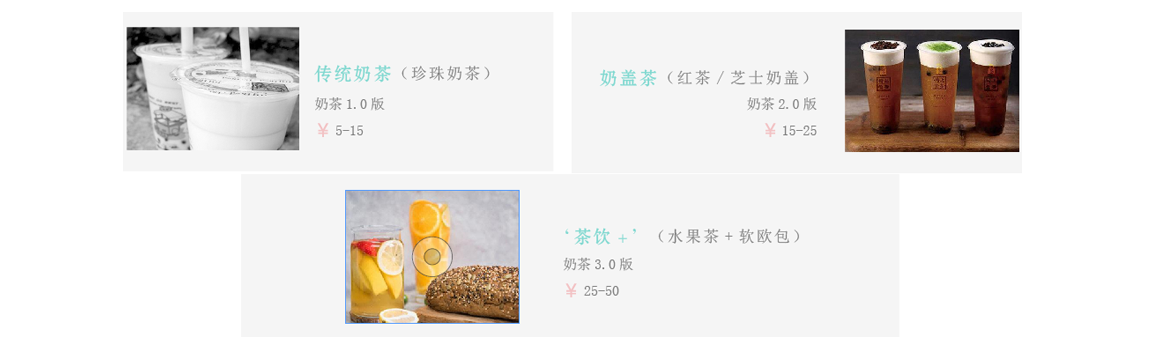 传统奶茶（珍珠奶茶）
奶茶 1.0 版
￥ 5-15
奶盖茶（红茶 / 芝士奶盖）
奶茶 2.0 版
￥ 15-25
‘茶饮 +’（水果茶 + 软欧包）
奶茶 3.0 版
￥ 25-50